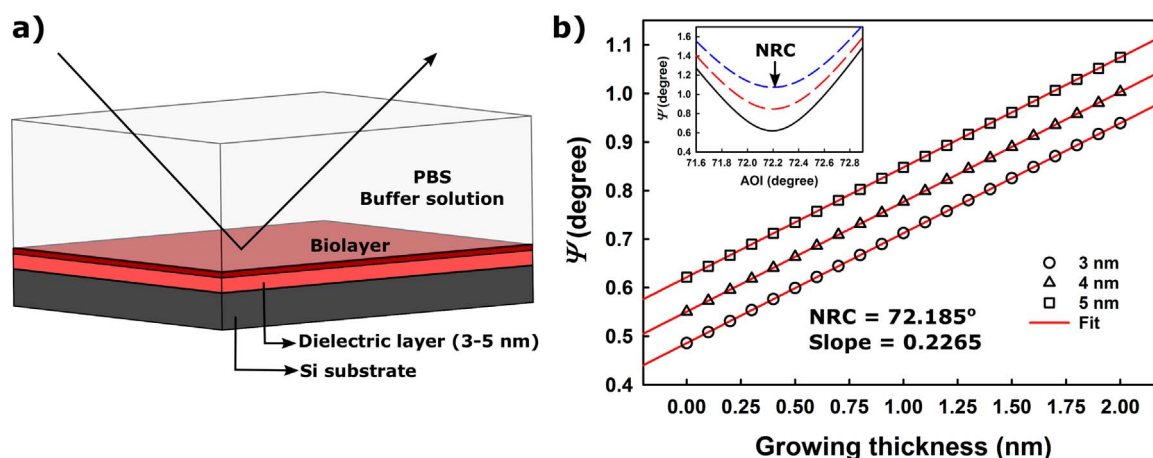 a)
PBS
Buffer solution
Biolayer
Dielectric layer (3-5 nm)
Si substrate
b)
Ψ (degree)
1.1
1.0
0.9
0.8
0.7
0.6
0.5
0.4
Ψ (degree)
1.6
1.4
1.2
1.0
0.8
0.6
0.4
NRC
71.6 71.8 72.0 72.2 72.4 72.6 72.8
AOI (degree)
3 nm
4 nm
5 nm
Fit
NRC = 72.185º
Slope = 0.2265
0.00 0.25 0.50 0.75 1.00 1.25 1.50 1.75 2.00
Growing thickness (nm)